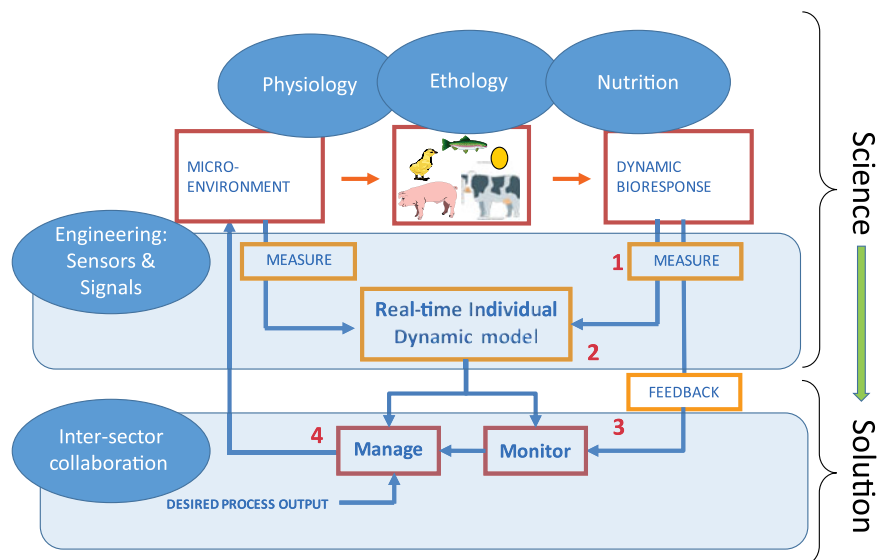 Physiology
Ethology
Nutrition
MICRO-
ENVIRONMENT
DYNAMIC
BIORESPONSE
Science
Engineering:
Sensors &
Signals
MEASURE
1
MEASURE
Real-time Individual
Dynamic model
2
FEEDBACK
Inter-sector
collaboration
4
Manage
Monitor
3
DESIRED PROCESS OUTPUT
Solution